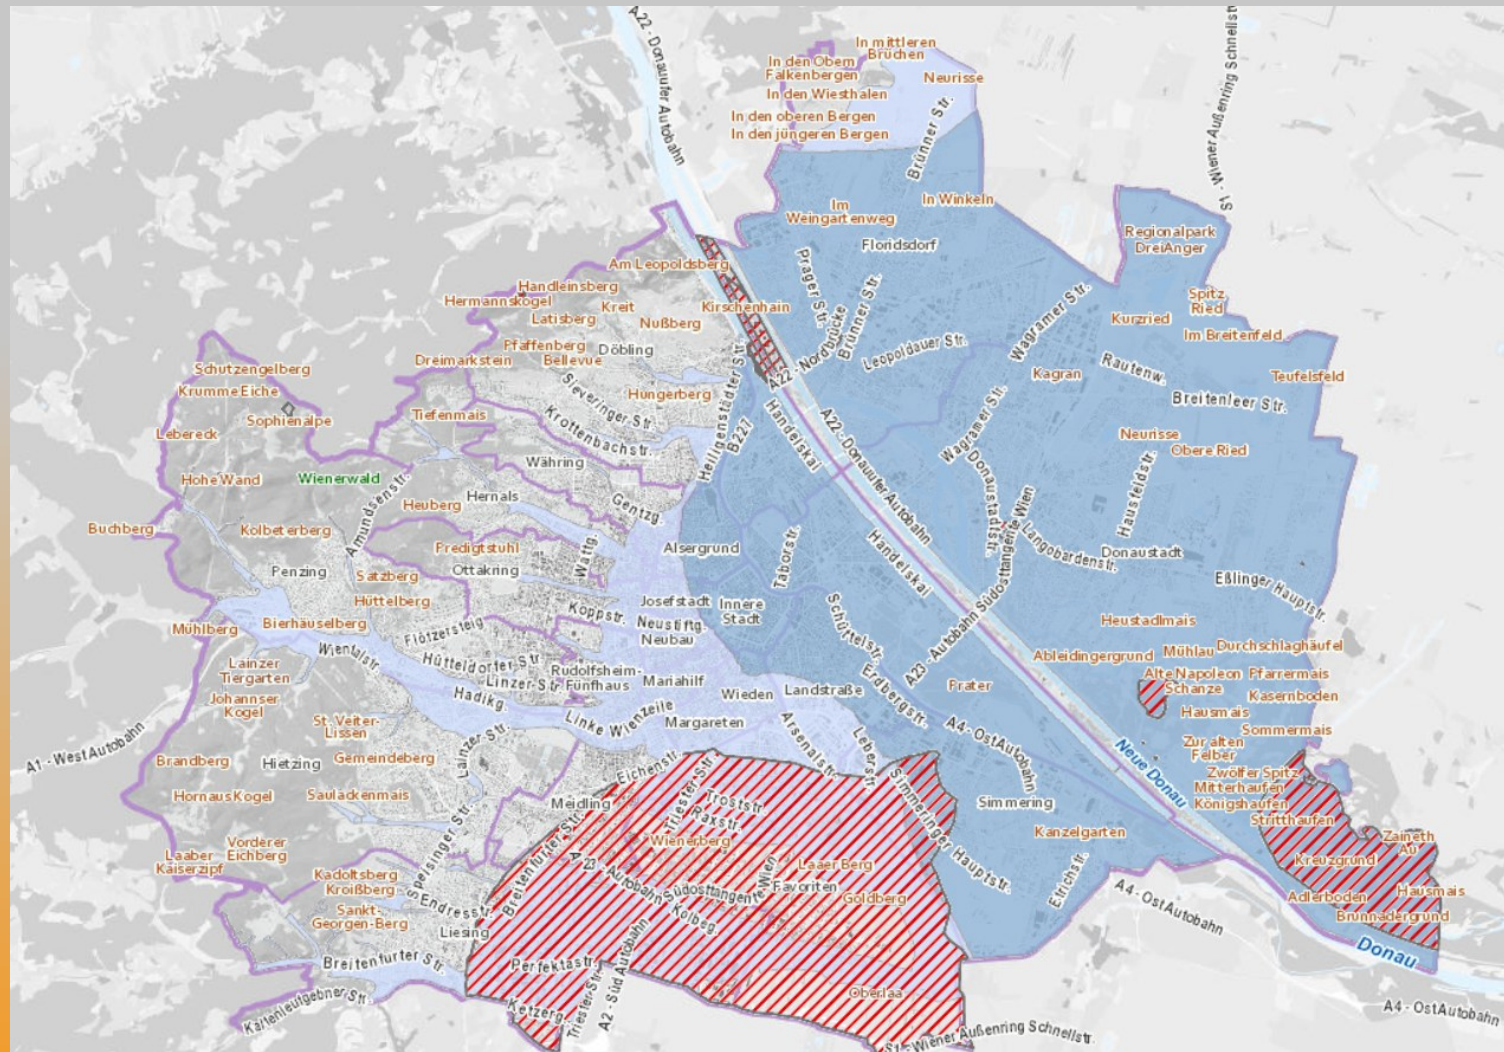 A22 - Donauufer Autobahn
S1 - Wiener Außenring Schnellstr
In mittleren
Brüchen
In den Obern
Falkenbergen
Neurisse
In den Wiesthalen
In den oberen Bergen
In den jüngeren Bergen
Brünner Str.
In Winkeln
Im
Weingartenweg
Floridsdorf
Regionalpark
DreiAnger
Am Leopoldsberg
Prager Str.
Händleinsberg
Hermannskogel
Kreit
Kirschenhain
Spitz
Ried
Latisberg
Nußberg
Brünner Str.
Wagramer Str.
Kurzried
Im Breitenfeld
Pfaffenberg
Döbling
Leopoldauer Str.
Dreimarkstein
Bellevue
A22 - Nordbrücke
Schutzengelberg
Kagran
Rautenw.
Teufelsfeld
Krumme Eiche
Sieveringer Str.
Hungerberg
Heiligenstädter Str.
B227
Breitenleer Str.
Sophienalpe
Tiefenmais
Krottenbachstr.
Handelskai
A22 - Donauufer Autobahn
Wagramer Str.
Lebereck
Neurisse
Obere Ried
Währing
Hohe Wand
Wienerwald
Hernals
Gentzg.
Donaustadtstr.
Hausfeldstr.
Amundsenstr.
Heuberg
Buchberg
Kolbeterberg
Predigtstuhl
Wattg.
Alsergrund
Taborstr.
Handelskai
Langobardenstr.
Donaustadt
Penzing
Satzberg
Ottakring
Eßlinger Hauptstr.
Hüttelberg
Koppstr.
Josefstadt
Innere
Stadt
Mühlberg
Bierhäuselberg
Flötzersteig
Neustiftg.
Neubau
Schüttelstr.
A23 - Autobahn Südosttangente Wien
Heustadlmais
Wientalstr.
Hütteldorfer Str.
Ableidingergrund
Mühlau
Durchschlaghäufel
Lainzer
Tiergarten
Linzer Str.
Rudolfsheim-
Fünfhaus
Mariahilf
Wieden
Landstraße
Erdbergstr.
Prater
Alte Napoleon
Schanze
Pfarrermais
Johannser
Kogel
Hadikg.
Kasernboden
St. Veiter-
Lissen
Linke Wienzeile
Margareten
Arsenalstr.
Leberstr.
A4 - OstAutobahn
Hausmais
A1 - WestAutobahn
Lainzer Str.
Sommermais
Brandberg
Hietzing
Gemeindeberg
Eichenstr.
Neue Donau
Zur alten
Felber
Zwölfer Spitz
Hornaus Kogel
Saulackenmais
Meidling
Triester Str.
Troststr.
Raxstr.
Simmeringer Hauptstr.
Simmering
Mitterhaufen
Königshaufen
Stritthaufen
Speisinger Str.
Breitenfurter Str.
Wienerberg
Kanzelgarten
Zaineth
Au
Vorderer
Eichberg
Laaber
Kaiserzipf
Laaer Berg
Kreuzgrund
Kadoltsberg
Kroißberg
A23 - Autobahn Südosttangente Wien
Favoriten
Goldberg
Etrichstr.
A4 - OstAutobahn
Adlerboden
Hausmais
Endresstr.
Sankt-
Georgen-Berg
Kolbeg.
Brunnadergrund
Liesing
Breitenfurter Str.
Perfektastr.
Donau
Oberlaa
Kaltenleutgebner Str.
Ketzerg.
Triester Str.
A2 - Süd Autobahn
A4 - OstAutobahn
S1 - Wiener Außenring Schnellstr.